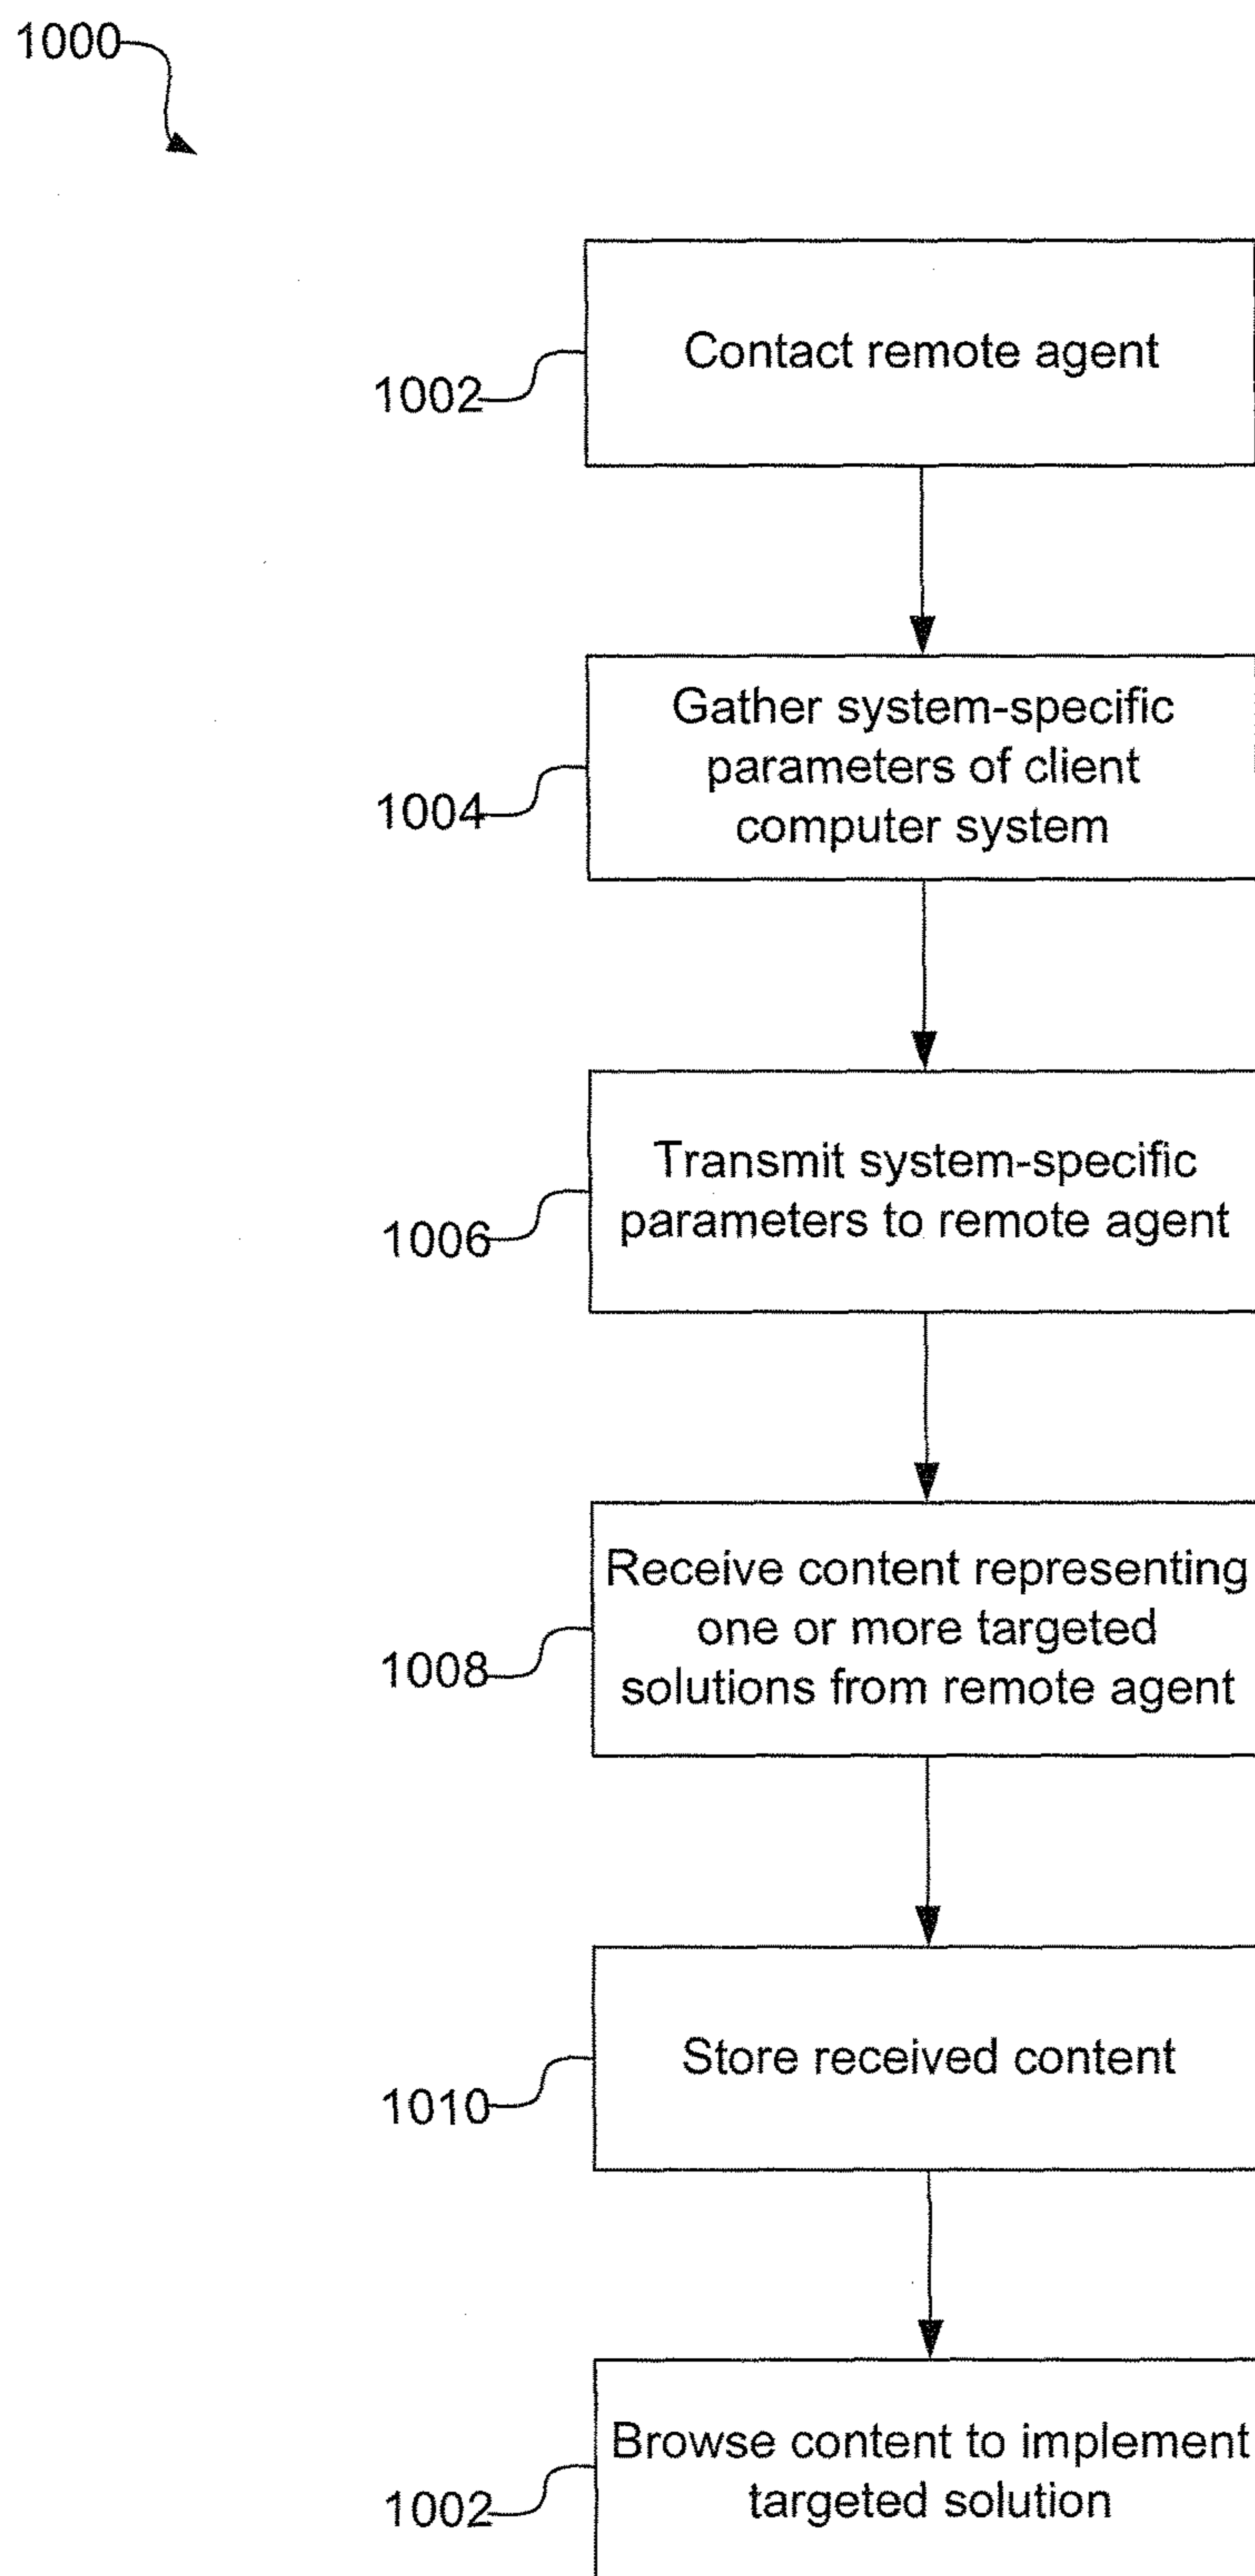 1000
Contact remote agent
1002
Gather system-specific
parameters of client
computer system
1004
Transmit system-specific
parameters to remote agent
1006
Receive content representing
one or more targeted
solutions from remote agent
1008
Store received content
1010
Browse content to implement
targeted solution
1002